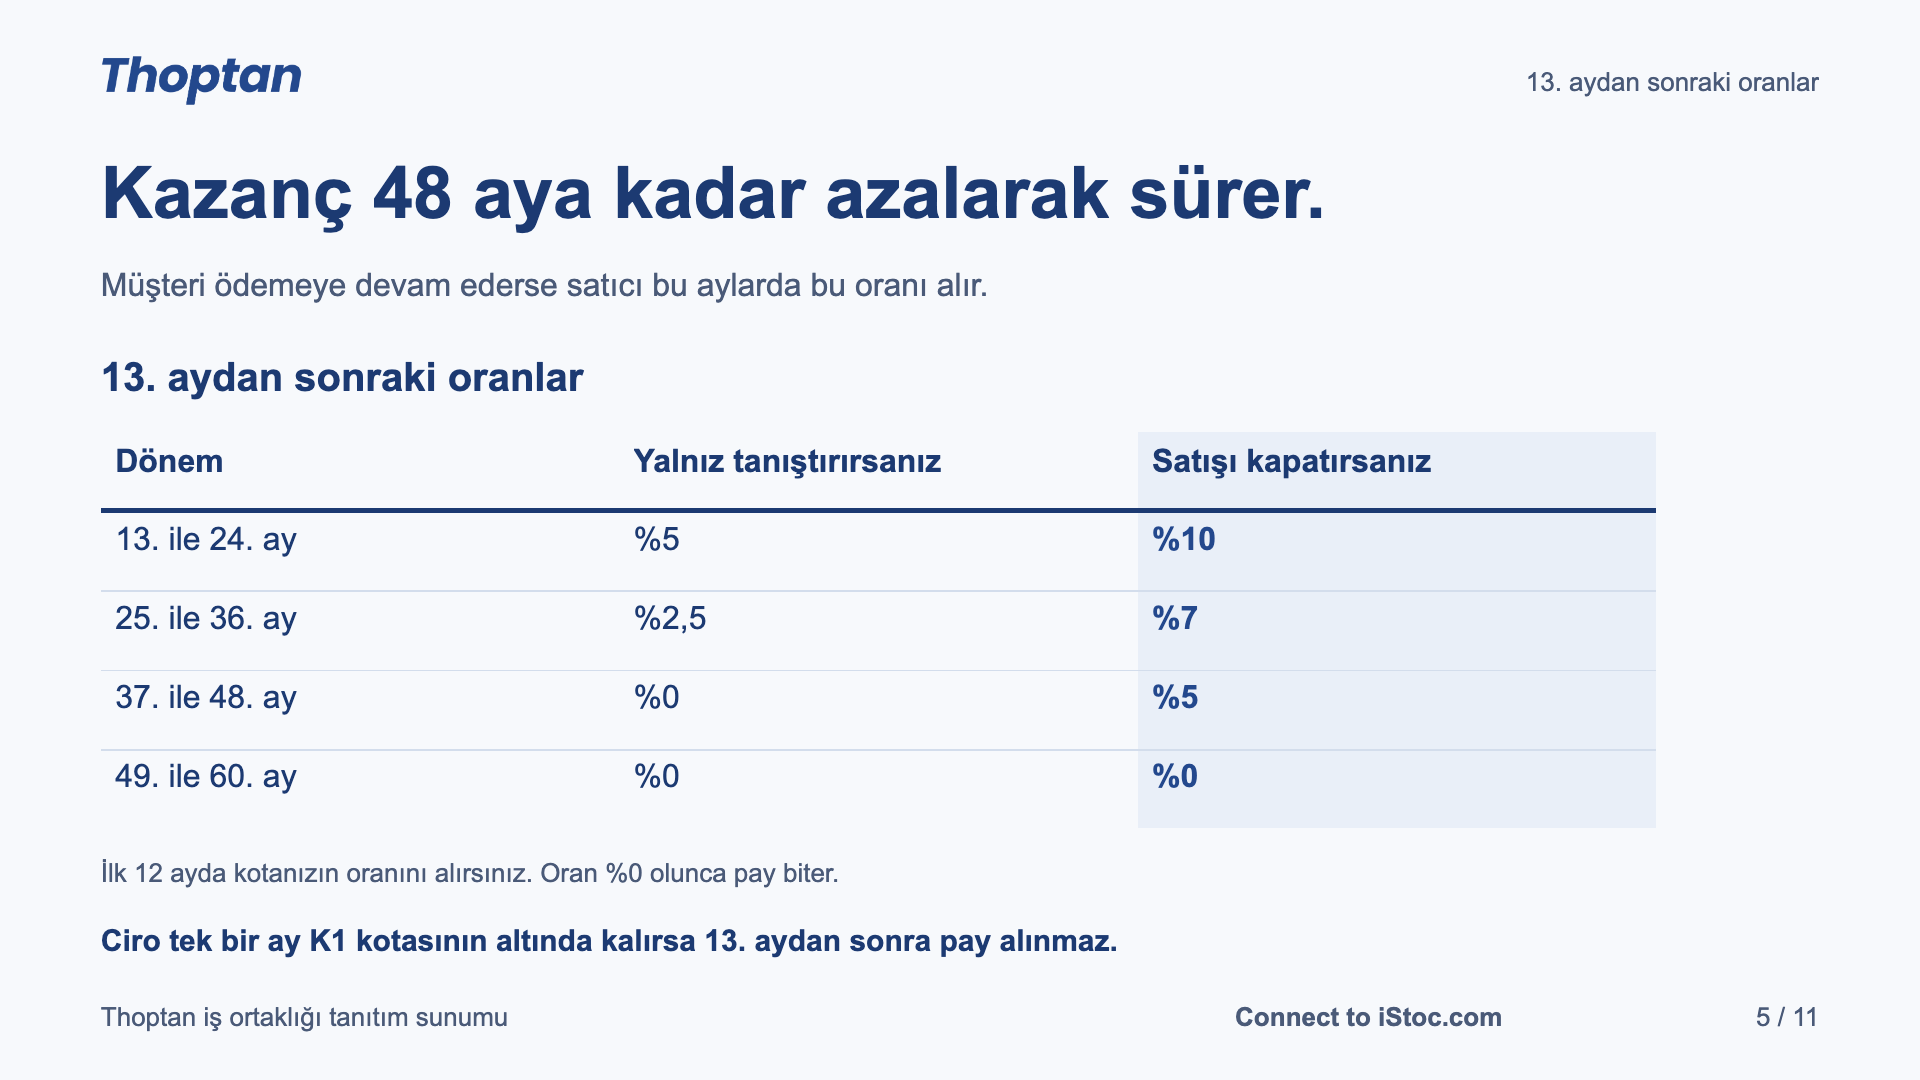 Thoptan
13. aydan sonraki oranlar
Kazanç 48 aya kadar azalarak sürer.
Müşteri ödemeye devam ederse satıcı bu aylarda bu oranı alır.
13. aydan sonraki oranlar
Dönem Yalnız tanıştırırsanız Satışı kapatırsanız
13. ile 24. ay %5 %10
25. ile 36. ay %2,5 %7
37. ile 48. ay %0 %5
49. ile 60. ay %0 %0
İlk 12 ayda kotanızın oranını alırsınız. Oran %0 olunca pay biter.
Ciro tek bir ay K1 kotasının altında kalırsa 13. aydan sonra pay alınmaz.
Thoptan iş ortaklığı tanıtım sunumu Connect to iStoc.com 5 / 11